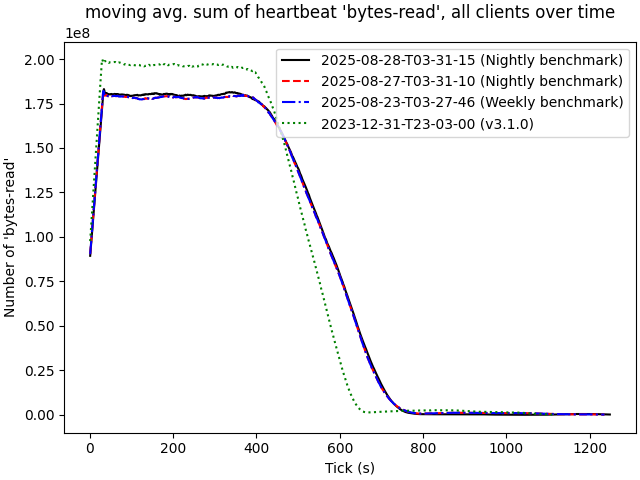 moving avg. sum of heartbeat 'bytes-read', all clients over time
1e8
2.00
1.75
1.50
1.25
1.00
0.75
0.50
0.25
0.00
Number of 'bytes-read'
2025-08-28-T03-31-15 (Nightly benchmark)
2025-08-27-T03-31-10 (Nightly benchmark)
2025-08-23-T03-27-46 (Weekly benchmark)
2023-12-31-T23-03-00 (v3.1.0)
0 200 400 600 800 1000 1200
Tick (s)